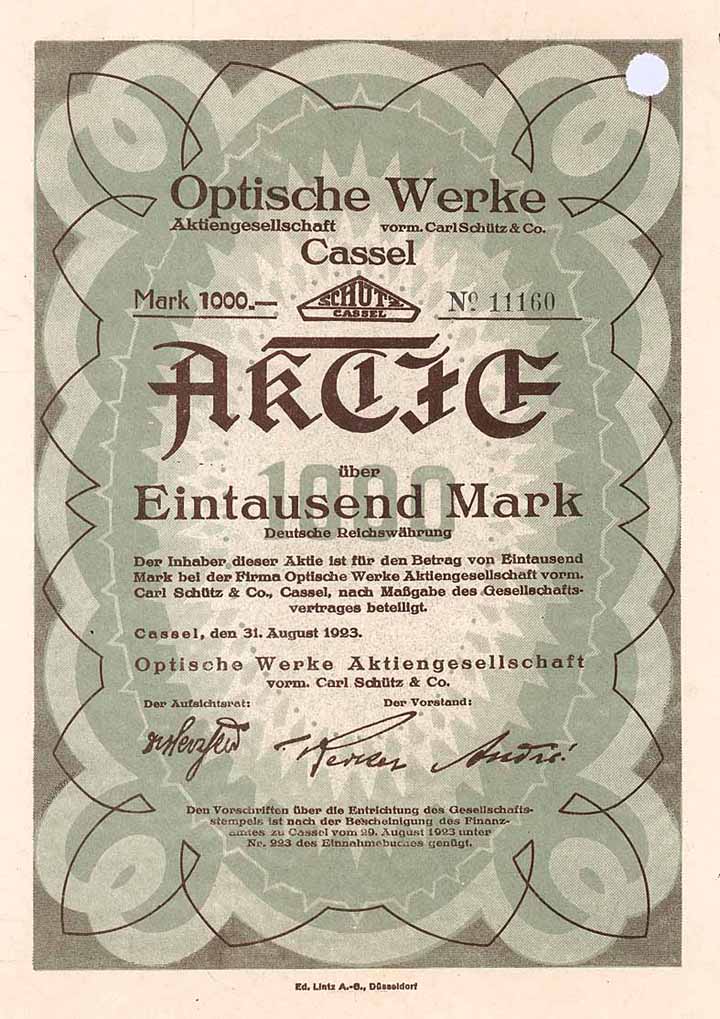 Optische Werke
Aktiengesellschaft vorm. Carl Schütz & Co.
Cassel
Mark 1000.— SCHÜTZ CASSEL Nº 11160
AKTIE
1000
über
Eintausend Mark
Deutsche Reichswährung
Der Inhaber dieser Aktie ist für den Betrag von Eintausend
Mark bei der Firma Optische Werke Aktiengesellschaft vorm.
Carl Schütz & Co., Cassel, nach Maßgabe des Gesellschafts-
vertrages beteiligt.
Cassel, den 31. August 1923.
Optische Werke Aktiengesellschaft
vorm. Carl Schütz & Co.
Der Aufsichtsrat: Der Vorstand:
André
Den Vorschriften über die Entrichtung des Gesellschafts-
stempels ist nach der Bescheinigung des Finanz-
amtes zu Cassel vom 29. August 1923 unter
Nr. 223 des Einnahmebuches genügt.
Ed. Lintz A.-G., Düsseldorf